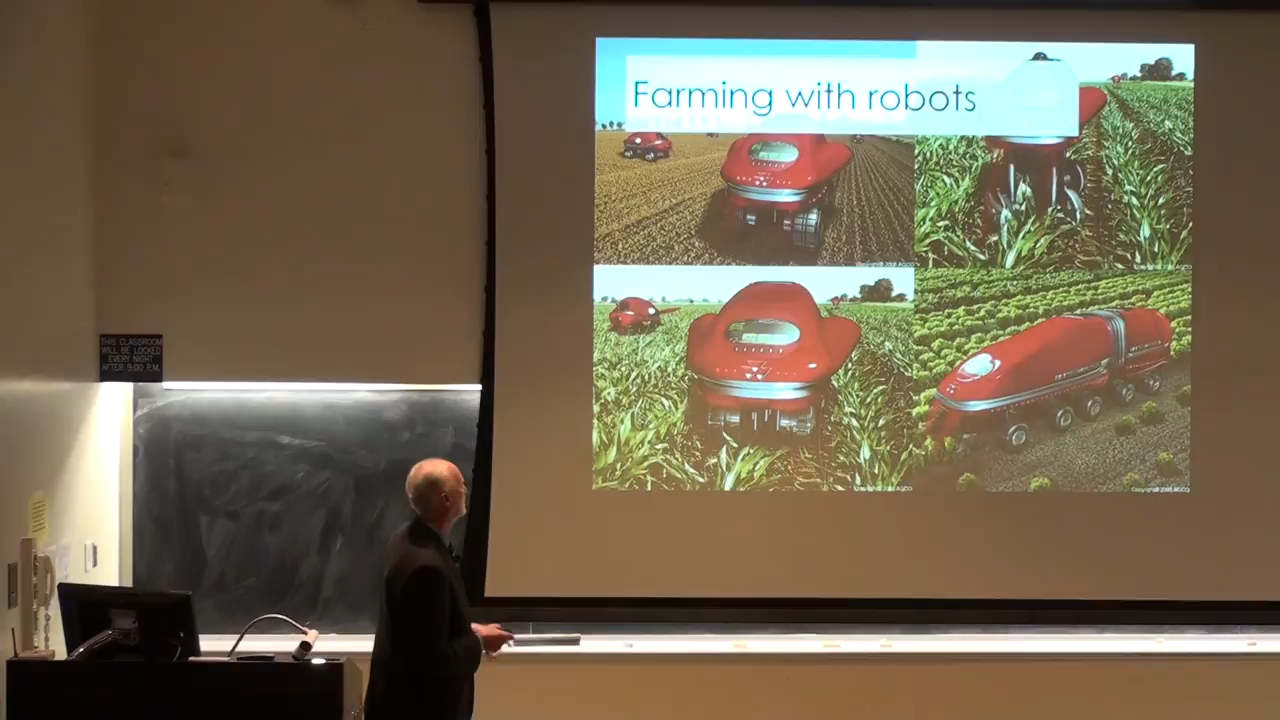 Farming with robots
THIS CLASSROOM
WILL BE LOCKED
EVERY NIGHT
AFTER 9:00 P.M.